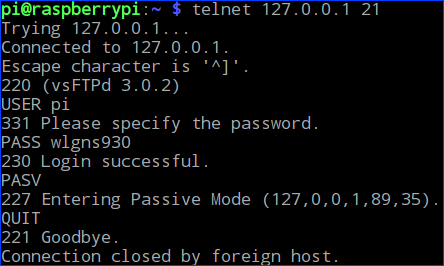 pi@raspberrypi:~ $ telnet 127.0.0.1 21
Trying 127.0.0.1...
Connected to 127.0.0.1.
Escape character is '^]'.
220 (vsFTPd 3.0.2)
USER pi
331 Please specify the password.
PASS wlgns930
230 Login successful.
PASV
227 Entering Passive Mode (127,0,0,1,89,35).
QUIT
221 Goodbye.
Connection closed by foreign host.